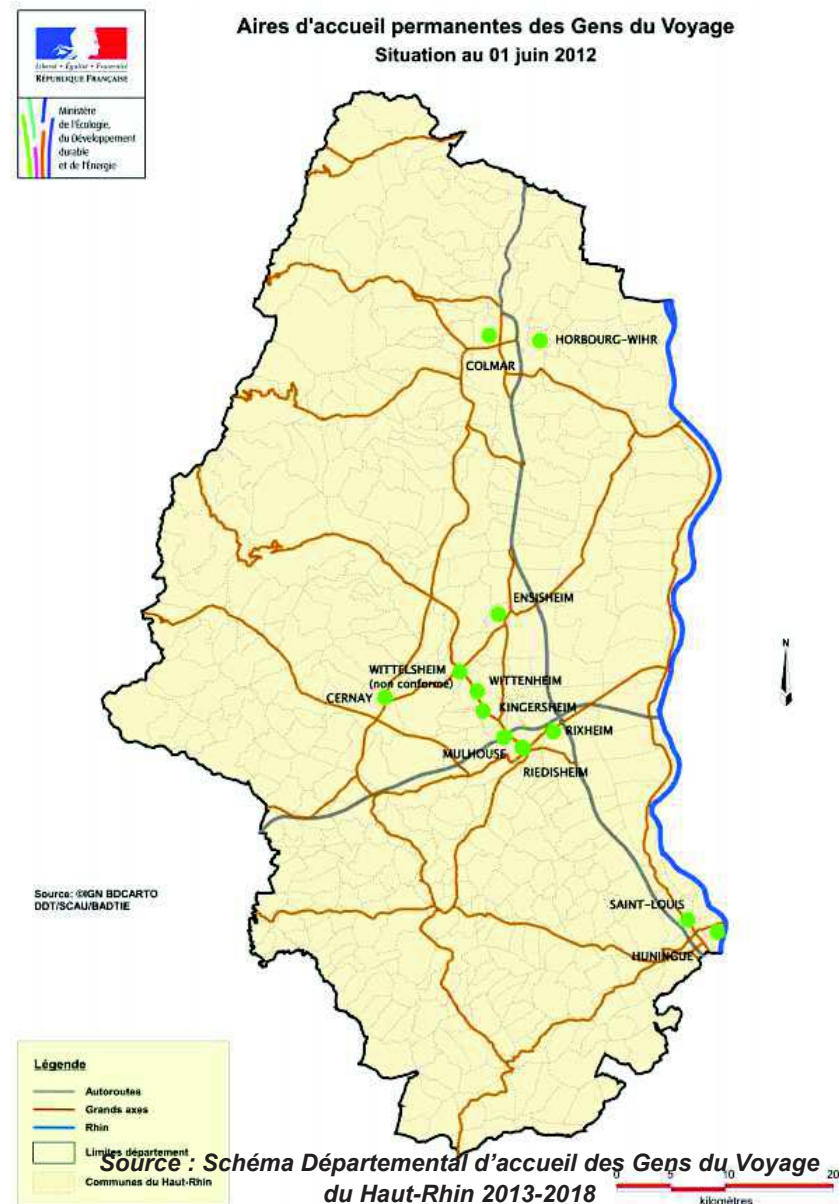 Aires d'accueil permanentes des Gens du Voyage
Situation au 01 juin 2012
Liberté • Égalité • Fraternité
RÉPUBLIQUE FRANÇAISE
Ministère
de l'Écologie,
du Développement
durable
et de l'Énergie
HORBOURG-WIHR
COLMAR
ENSISHEIM
WITTELSHEIM
(non conforme)
WITTENHEIM
CERNAY
KINGERSHEIM
RIXHEIM
MULHOUSE
RIEDISHEIM
N
Source: ©IGN BDCARTO
DDT/SCAU/BADTIE
SAINT-LOUIS
HUNINGUE
Légende
Autoroutes
Grands axes
Rhin
Limites département
Communes du Haut-Rhin
Source : Schéma Départemental d'accueil des Gens du Voyage
du Haut-Rhin 2013-2018
0 5 10 20
kilomètres